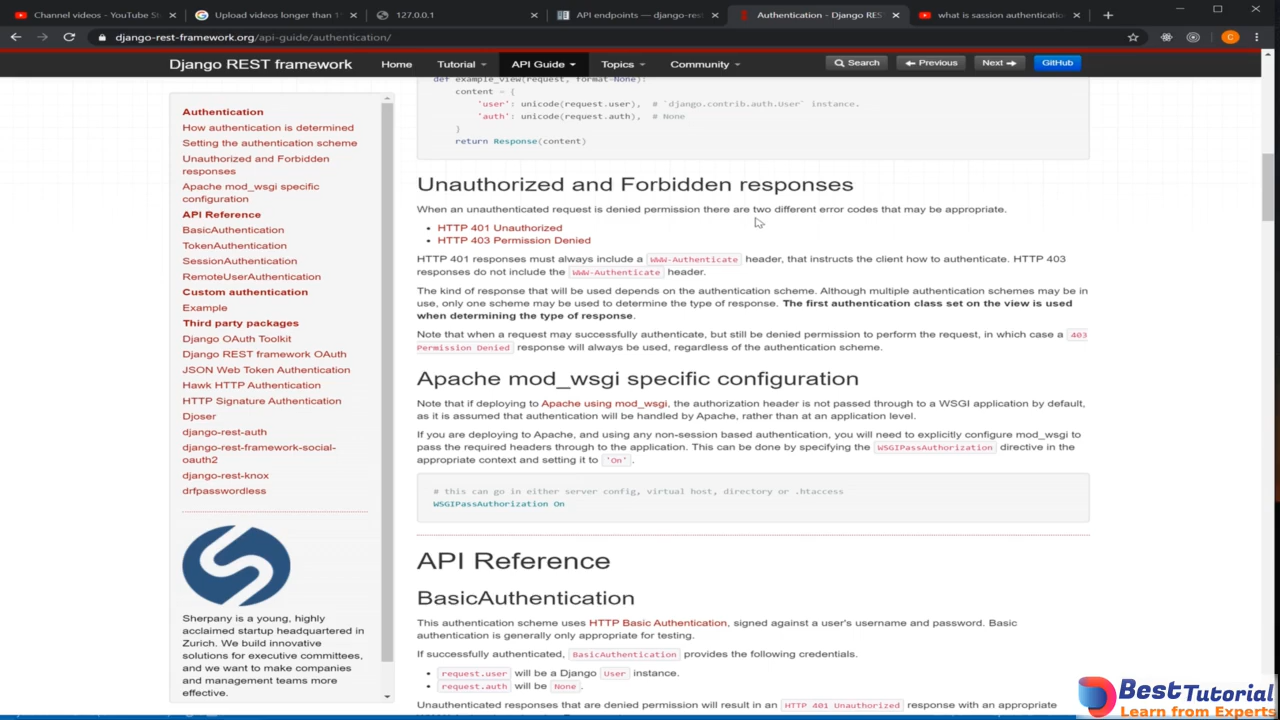 Channel videos - YouTube St
Upload videos longer than 1
127.0.0.1
API endpoints — django-res
Authentication - Django RES
what is sassion authenticatio
django-rest-framework.org/api-guide/authentication/
C
Django REST framework
Home
Tutorial
API Guide
Topics
Community
Search
Previous
Next
GitHub
Authentication
How authentication is determined
Setting the authentication scheme
Unauthorized and Forbidden
responses
Apache mod_wsgi specific
configuration
API Reference
BasicAuthentication
TokenAuthentication
SessionAuthentication
RemoteUserAuthentication
Custom authentication
Example
Third party packages
Django OAuth Toolkit
Django REST framework OAuth
JSON Web Token Authentication
Hawk HTTP Authentication
HTTP Signature Authentication
Djoser
django-rest-auth
django-rest-framework-social-
oauth2
django-rest-knox
drfpasswordless
Sherpany is a young, highly
acclaimed startup headquartered in
Zurich. We build innovative
solutions for executive committees,
and we want to make companies
and management teams more
effective.
def example_view(request, format=None):
content = {
'user': unicode(request.user), # `django.contrib.auth.User` instance.
'auth': unicode(request.auth), # None
}
return Response(content)
Unauthorized and Forbidden responses
When an unauthenticated request is denied permission there are two different error codes that may be appropriate.
• HTTP 401 Unauthorized
• HTTP 403 Permission Denied
HTTP 401 responses must always include a WWW-Authenticate header, that instructs the client how to authenticate. HTTP 403
responses do not include the WWW-Authenticate header.
The kind of response that will be used depends on the authentication scheme. Although multiple authentication schemes may be in
use, only one scheme may be used to determine the type of response. The first authentication class set on the view is used
when determining the type of response.
Note that when a request may successfully authenticate, but still be denied permission to perform the request, in which case a 403
Permission Denied response will always be used, regardless of the authentication scheme.
Apache mod_wsgi specific configuration
Note that if deploying to Apache using mod_wsgi, the authorization header is not passed through to a WSGI application by default,
as it is assumed that authentication will be handled by Apache, rather than at an application level.
If you are deploying to Apache, and using any non-session based authentication, you will need to explicitly configure mod_wsgi to
pass the required headers through to the application. This can be done by specifying the WSGIPassAuthorization directive in the
appropriate context and setting it to 'On'.
# this can go in either server config, virtual host, directory or .htaccess
WSGIPassAuthorization On
API Reference
BasicAuthentication
This authentication scheme uses HTTP Basic Authentication, signed against a user's username and password. Basic
authentication is generally only appropriate for testing.
If successfully authenticated, BasicAuthentication provides the following credentials.
• request.user will be a Django User instance.
• request.auth will be None.
Unauthorized responses that are denied permission will result in an HTTP 401 Unauthorized response with an appropriate
Best Tutorial
Learn from Experts